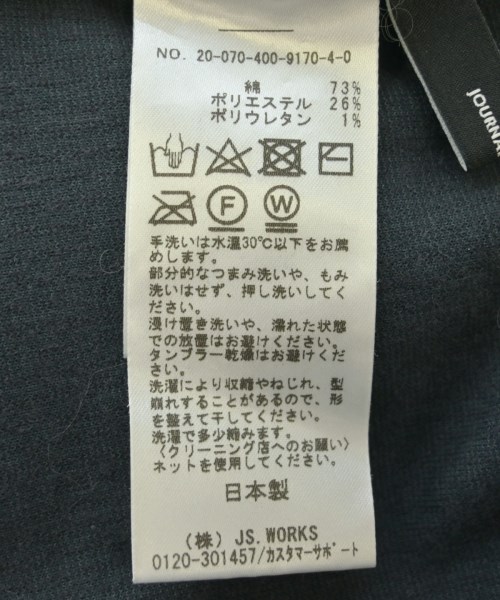 NO. 20-070-400-9170-4-0
綿 73%
ポリエステル 26%
ポリウレタン 1%
F W
手洗いは水温30℃以下をお薦
めします。
部分的なつまみ洗いや、もみ
洗いはせず、押し洗いしてく
ださい。
浸け置き洗いや、濡れた状態
での放置はお避けください。
タンブラー乾燥はお避けくだ
さい。
洗濯により収縮やねじれ、型
崩れすることがあるので、形
を整えて干してください。
洗濯で多少縮みます。
〈クリーニング店へのお願い〉
ネットを使用してください。
日本製
(株) JS.WORKS
0120-301457/カスタマーサポート
JOURNA